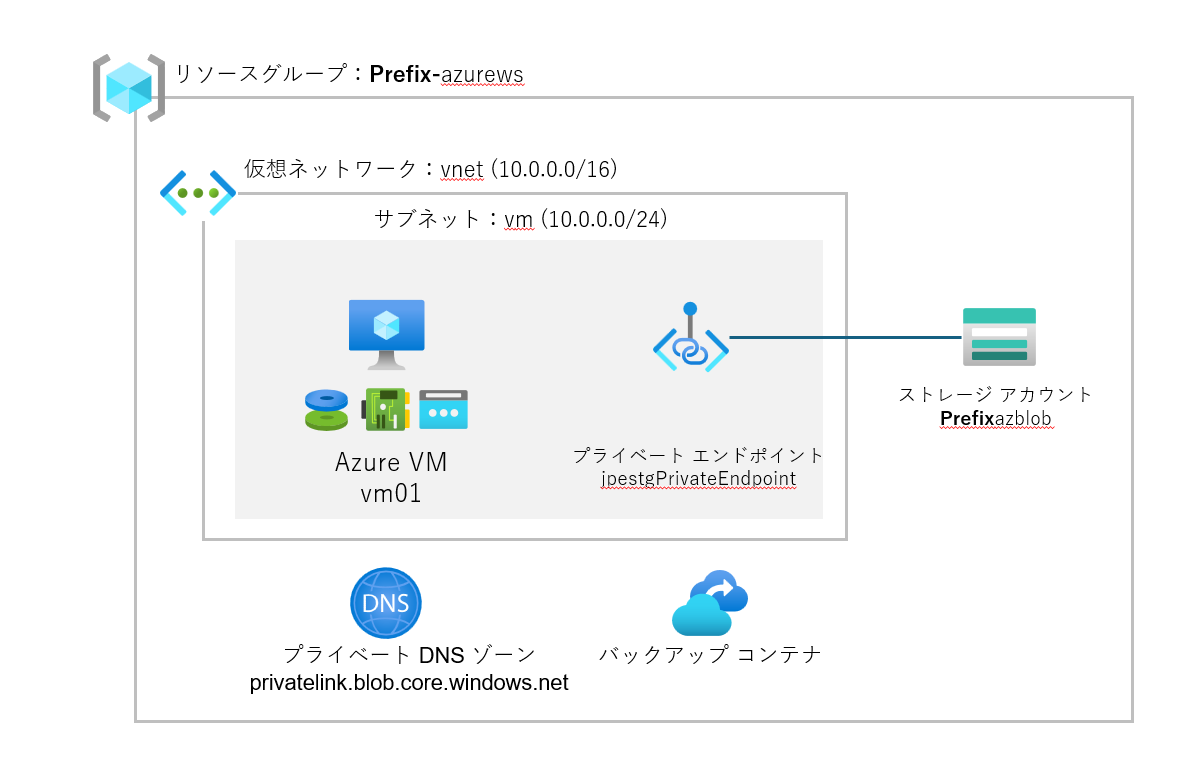 リソースグループ：Prefix-azurews
仮想ネットワーク：vnet (10.0.0.0/16)
サブネット：vm (10.0.0.0/24)
Azure VM
vm01
プライベート エンドポイント
jpestgPrivateEndpoint
ストレージ アカウント
Prefixazblob
DNS
プライベート DNS ゾーン
privatelink.blob.core.windows.net
バックアップ コンテナ